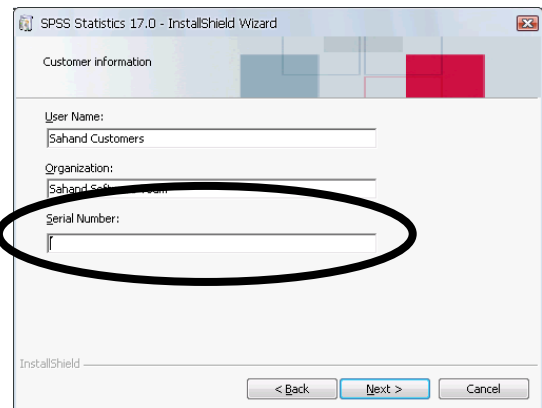 SPSS Statistics 17.0 - InstallShield Wizard
Customer information
User Name:
Sahand Customers
Organization:
Sahand
Serial Number:
InstallShield
< Back
Next >
Cancel